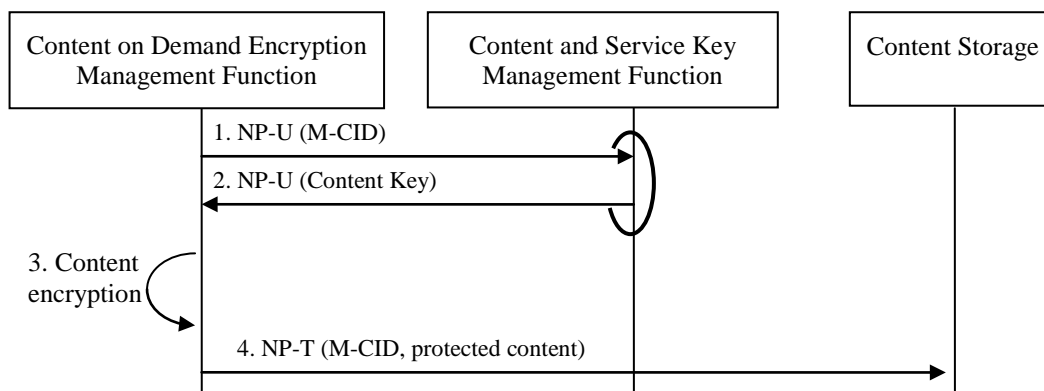 Content on Demand Encryption
Management Function
Content and Service Key
Management Function
Content Storage
1. NP-U (M-CID)
2. NP-U (Content Key)
3. Content
encryption
4. NP-T (M-CID, protected content)